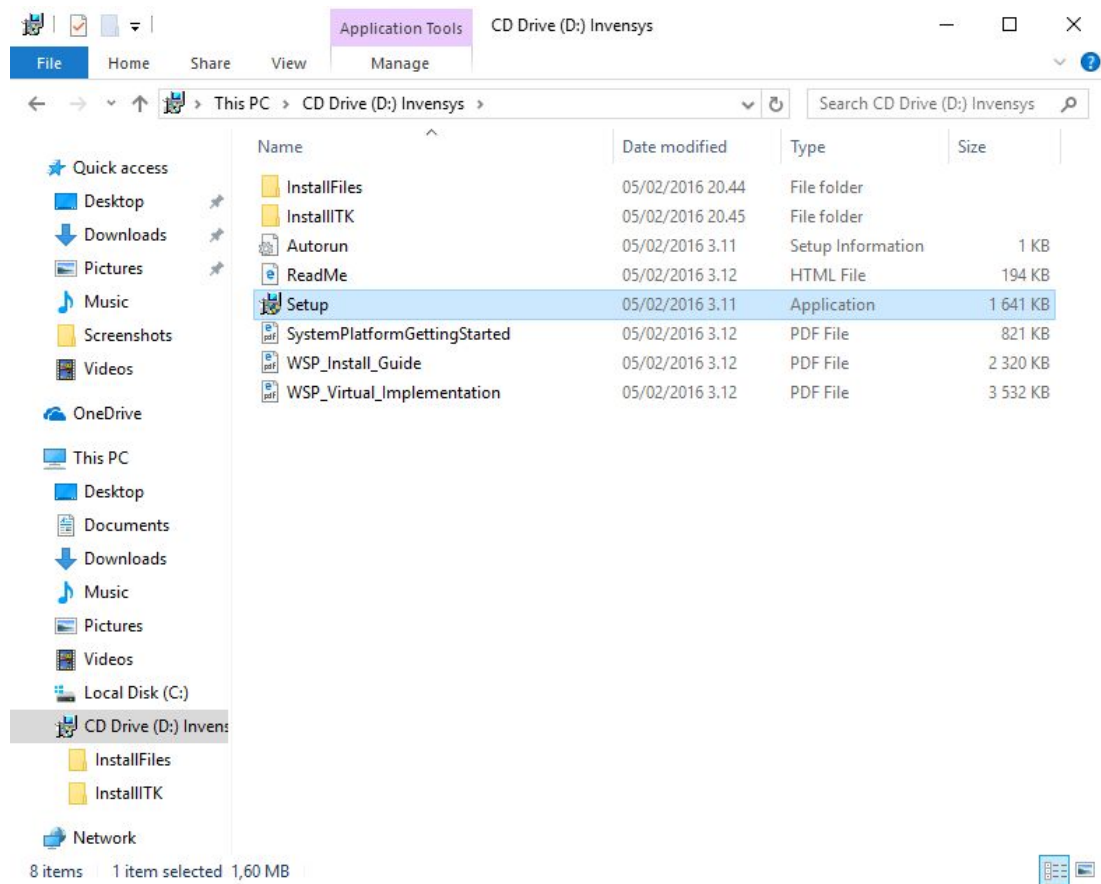 Application Tools CD Drive (D:) Invensys
File Home Share View Manage
This PC > CD Drive (D:) Invensys > Search CD Drive (D:) Invensys
Name Date modified Type Size
Quick access
Desktop
Downloads
Pictures
Music
Screenshots
Videos
OneDrive
This PC
Desktop
Documents
Downloads
Music
Pictures
Videos
Local Disk (C:)
CD Drive (D:) Invens
InstallFiles
InstallITK
Network
InstallFiles 05/02/2016 20.44 File folder
InstallITK 05/02/2016 20.45 File folder
Autorun 05/02/2016 3.11 Setup Information 1 KB
ReadMe 05/02/2016 3.12 HTML File 194 KB
Setup 05/02/2016 3.11 Application 1 641 KB
SystemPlatformGettingStarted 05/02/2016 3.12 PDF File 821 KB
WSP_Install_Guide 05/02/2016 3.12 PDF File 2 320 KB
WSP_Virtual_Implementation 05/02/2016 3.12 PDF File 3 532 KB
8 items 1 item selected 1,60 MB